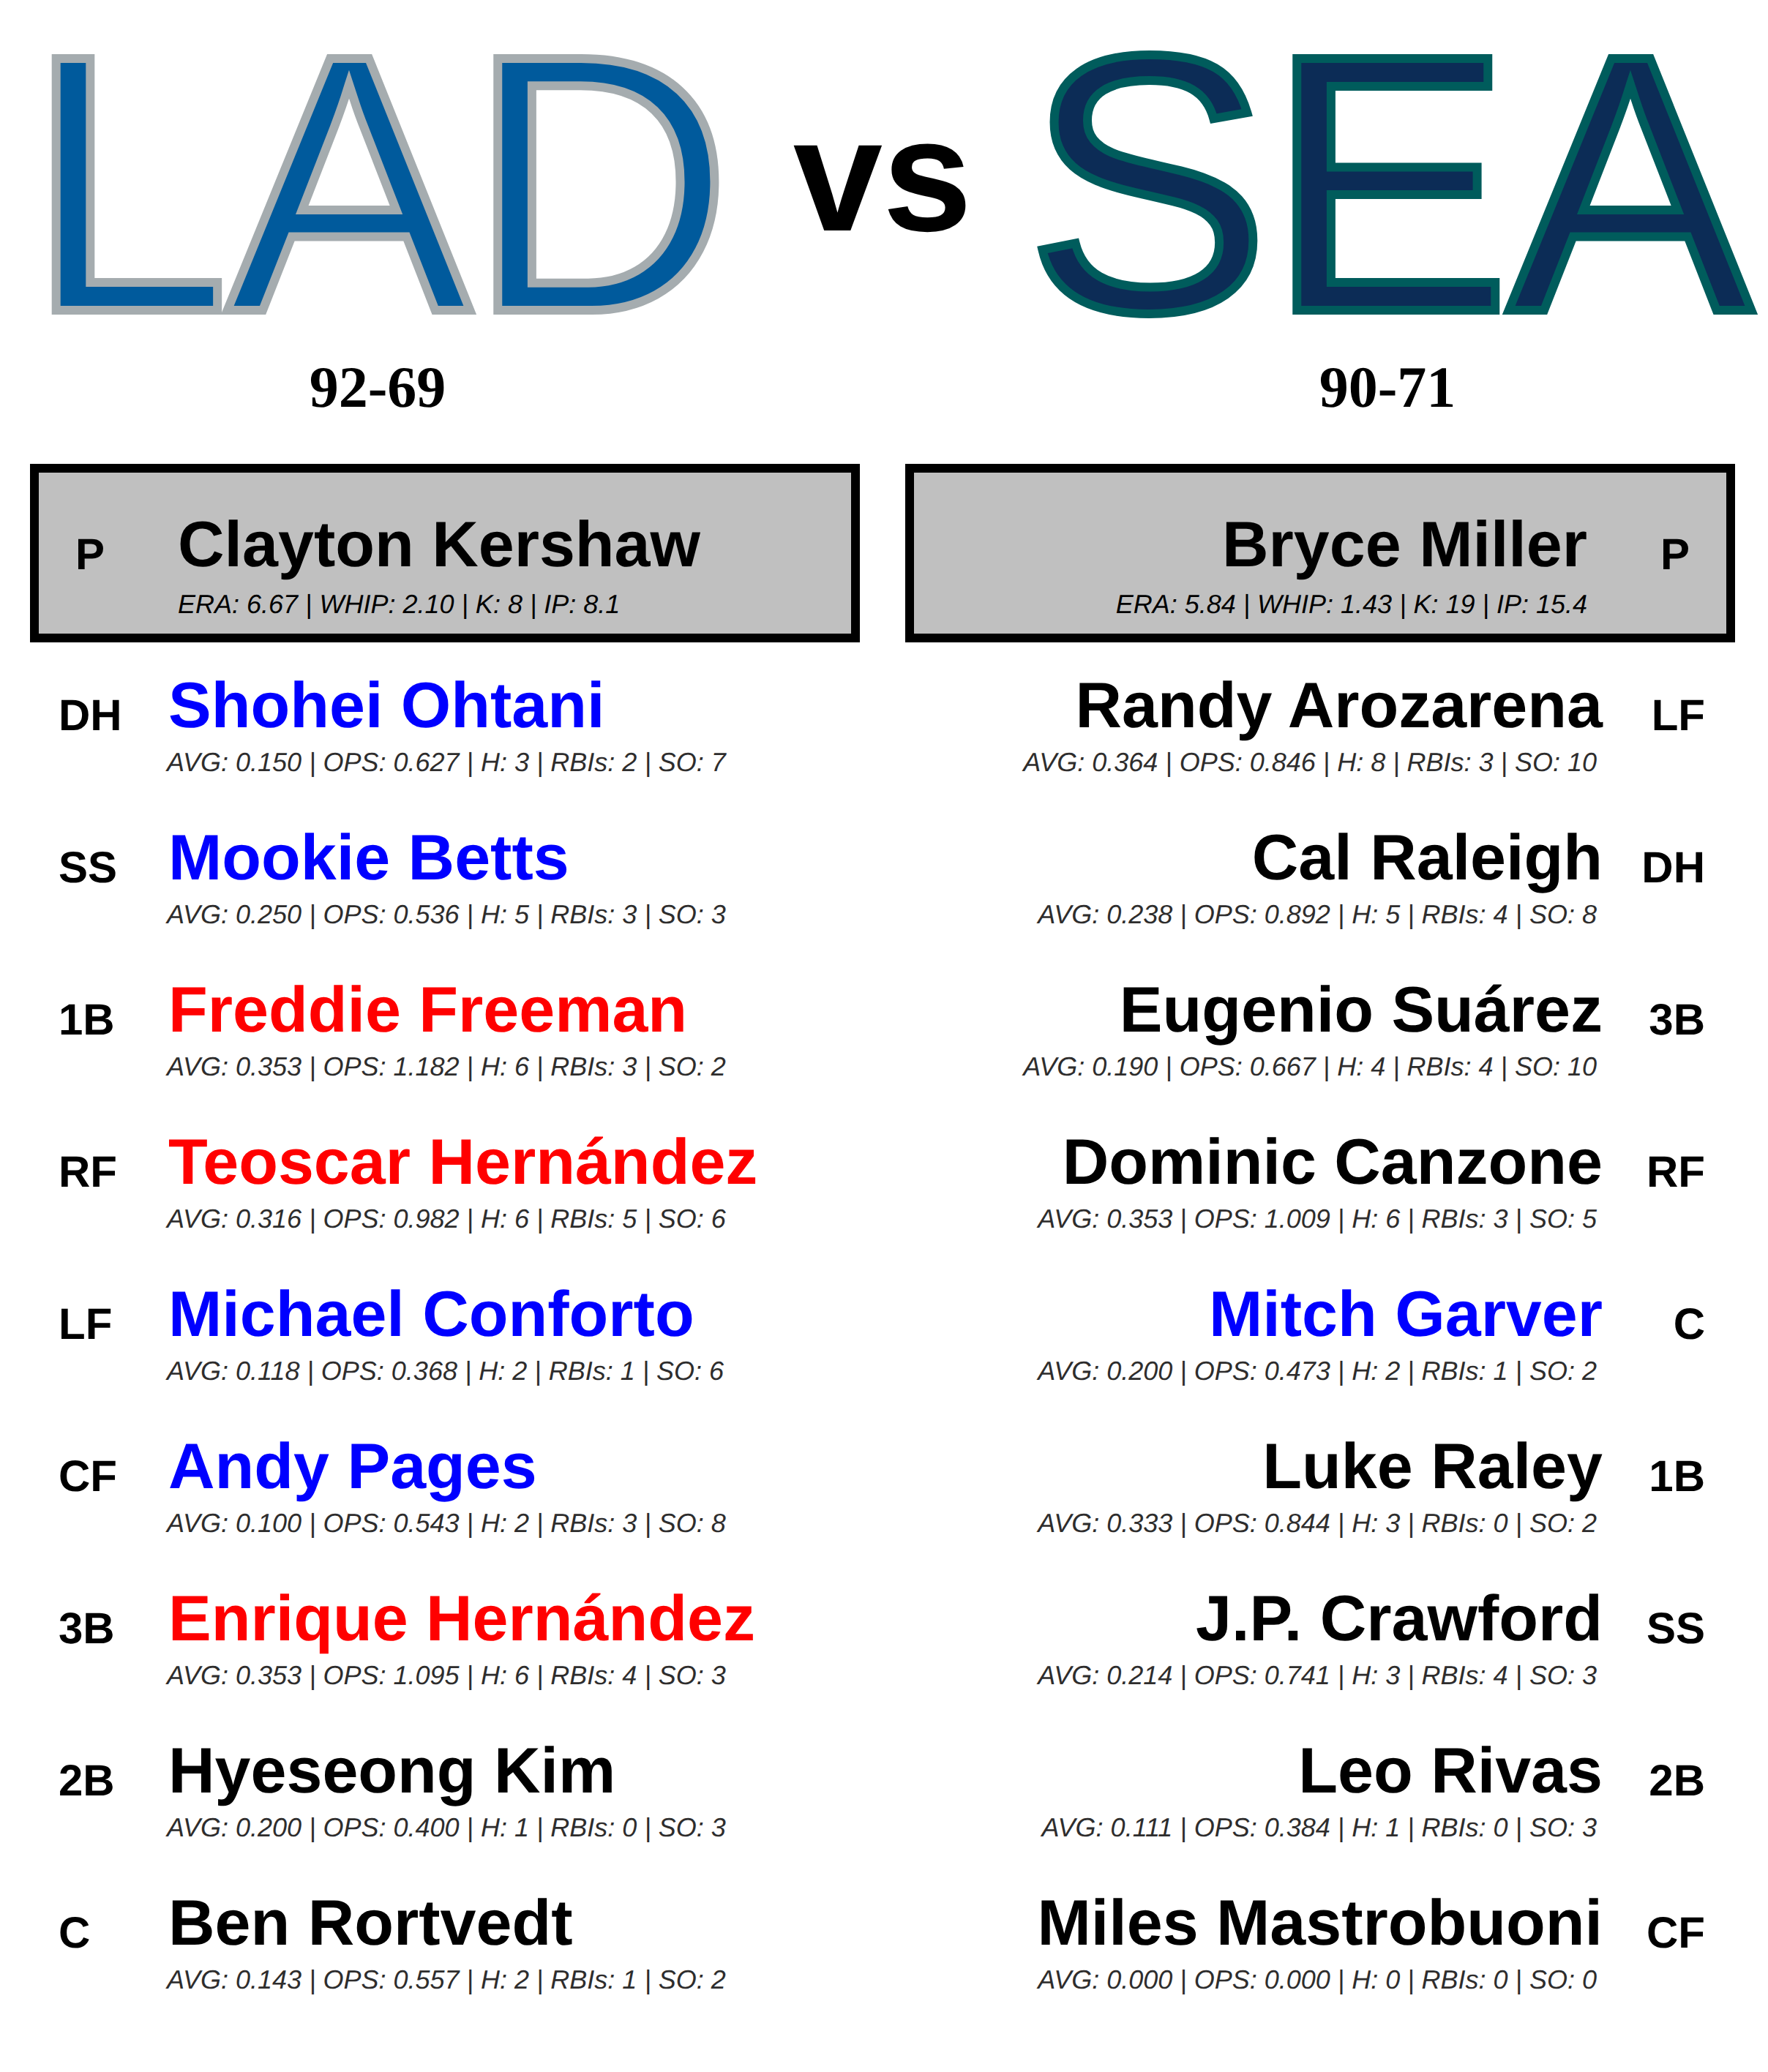 LAD vs SEA
92-69 90-71
P Clayton Kershaw
ERA: 6.67 | WHIP: 2.10 | K: 8 | IP: 8.1
Bryce Miller P
ERA: 5.84 | WHIP: 1.43 | K: 19 | IP: 15.4
DH Shohei Ohtani
AVG: 0.150 | OPS: 0.627 | H: 3 | RBIs: 2 | SO: 7
SS Mookie Betts
AVG: 0.250 | OPS: 0.536 | H: 5 | RBIs: 3 | SO: 3
1B Freddie Freeman
AVG: 0.353 | OPS: 1.182 | H: 6 | RBIs: 3 | SO: 2
RF Teoscar Hernández
AVG: 0.316 | OPS: 0.982 | H: 6 | RBIs: 5 | SO: 6
LF Michael Conforto
AVG: 0.118 | OPS: 0.368 | H: 2 | RBIs: 1 | SO: 6
CF Andy Pages
AVG: 0.100 | OPS: 0.543 | H: 2 | RBIs: 3 | SO: 8
3B Enrique Hernández
AVG: 0.353 | OPS: 1.095 | H: 6 | RBIs: 4 | SO: 3
2B Hyeseong Kim
AVG: 0.200 | OPS: 0.400 | H: 1 | RBIs: 0 | SO: 3
C Ben Rortvedt
AVG: 0.143 | OPS: 0.557 | H: 2 | RBIs: 1 | SO: 2
Randy Arozarena LF
AVG: 0.364 | OPS: 0.846 | H: 8 | RBIs: 3 | SO: 10
Cal Raleigh DH
AVG: 0.238 | OPS: 0.892 | H: 5 | RBIs: 4 | SO: 8
Eugenio Suárez 3B
AVG: 0.190 | OPS: 0.667 | H: 4 | RBIs: 4 | SO: 10
Dominic Canzone RF
AVG: 0.353 | OPS: 1.009 | H: 6 | RBIs: 3 | SO: 5
Mitch Garver C
AVG: 0.200 | OPS: 0.473 | H: 2 | RBIs: 1 | SO: 2
Luke Raley 1B
AVG: 0.333 | OPS: 0.844 | H: 3 | RBIs: 0 | SO: 2
J.P. Crawford SS
AVG: 0.214 | OPS: 0.741 | H: 3 | RBIs: 4 | SO: 3
Leo Rivas 2B
AVG: 0.111 | OPS: 0.384 | H: 1 | RBIs: 0 | SO: 3
Miles Mastrobuoni CF
AVG: 0.000 | OPS: 0.000 | H: 0 | RBIs: 0 | SO: 0